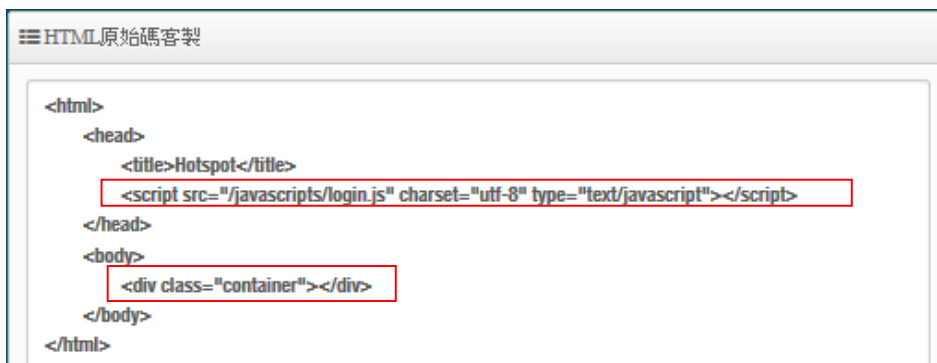 HTML原始碼客製
<html>
<head>
<title>Hotspot</title>
<script src="/javascripts/login.js" charset="utf-8" type="text/javascript"></script>
</head>
<body>
<div class="container"></div>
</body>
</html>